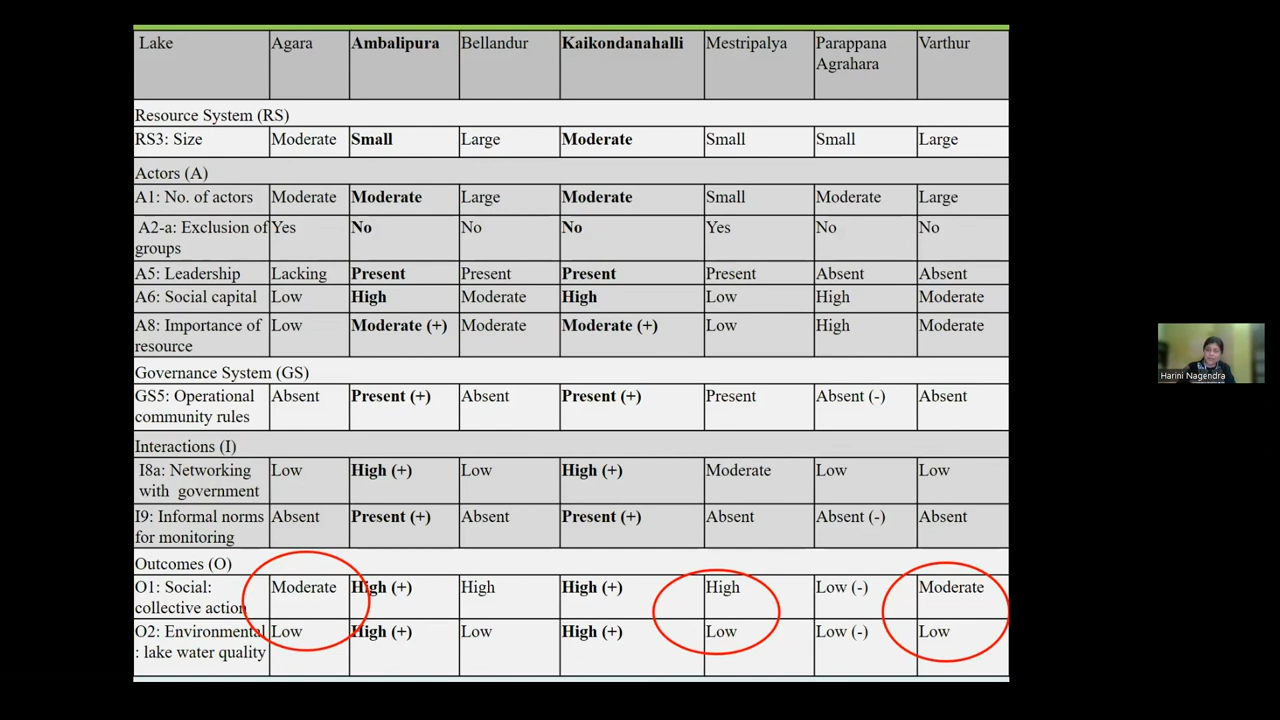 Lake Agara Ambalipura Bellandur Kaikondanahalli Mestripalya Parappana Agrahara Varthur
Resource System (RS)
RS3: Size Moderate Small Large Moderate Small Small Large
Actors (A)
A1: No. of actors Moderate Moderate Large Moderate Small Moderate Large
A2-a: Exclusion of groups Yes No No No Yes No No
A5: Leadership Lacking Present Present Present Present Absent Absent
A6: Social capital Low High Moderate High Low High Moderate
A8: Importance of resource Low Moderate (+) Moderate Moderate (+) Low High Moderate
Governance System (GS)
GS5: Operational community rules Absent Present (+) Absent Present (+) Present Absent (-) Absent
Interactions (I)
I8a: Networking with government Low High (+) Low High (+) Moderate Low Low
I9: Informal norms for monitoring Absent Present (+) Absent Present (+) Absent Absent (-) Absent
Outcomes (O)
O1: Social: collective action Moderate High (+) High High (+) High Low (-) Moderate
O2: Environmental : lake water quality Low High (+) Low High (+) Low Low (-) Low
Harini Nagendra